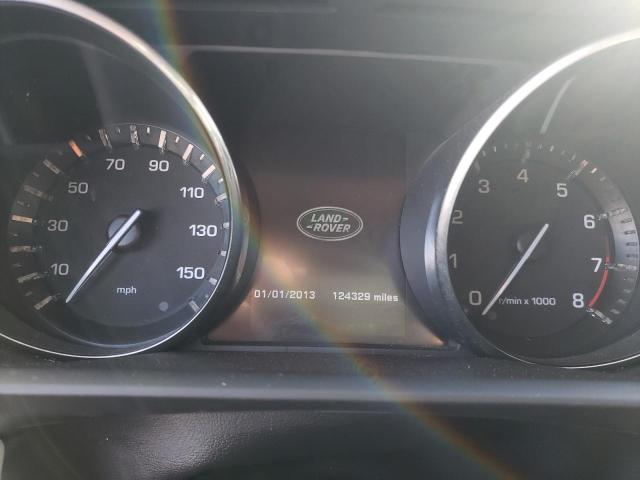 10 30 50 70 90 110 130 150
mph
LAND-
-ROVER
01/01/2013 124329 miles
0 1 2 3 4 5 6 7 8
r/min x 1000